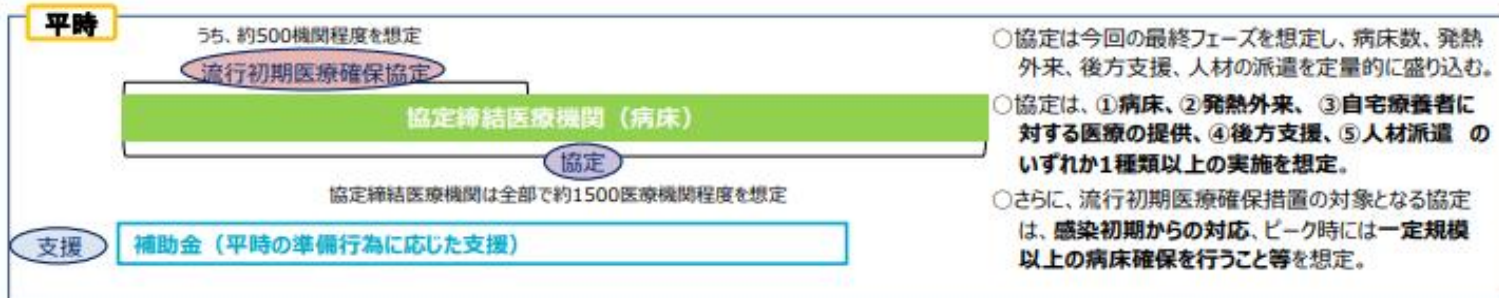 平時
うち、約500機関程度を想定
流行初期医療確保協定
協定締結医療機関（病床）
協定
協定締結医療機関は全部で約1500医療機関程度を想定
支援
補助金（平時の準備行為に応じた支援）
○協定は今回の最終フェーズを想定し、病床数、発熱
外来、後方支援、人材の派遣を定量的に盛り込む。
○協定は、①病床、②発熱外来、 ③自宅療養者に
対する医療の提供、④後方支援、⑤人材派遣 の
いずれか1種類以上の実施を想定。
○さらに、流行初期医療確保措置の対象となる協定
は、感染初期からの対応、ピーク時には一定規模
以上の病床確保を行うこと等を想定。